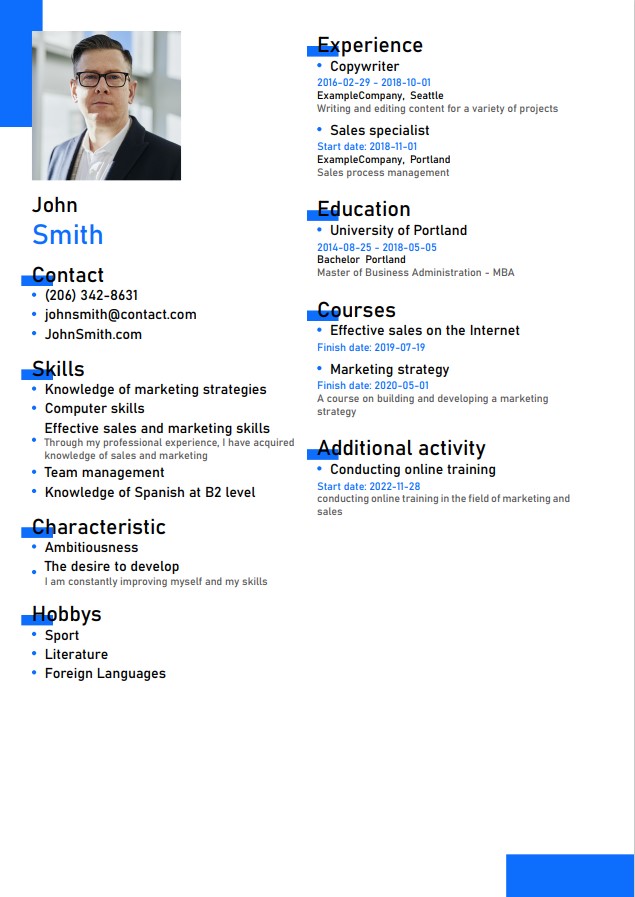 John
Smith
Contact
(206) 342-8631
johnsmith@contact.com
JohnSmith.com
Skills
Knowledge of marketing strategies
Computer skills
Effective sales and marketing skills
Through my professional experience, I have acquired
knowledge of sales and marketing
Team management
Knowledge of Spanish at B2 level
Characteristic
Ambitiousness
The desire to develop
I am constantly improving myself and my skills
Hobbys
Sport
Literature
Foreign Languages
Experience
Copywriter
2016-02-29 - 2018-10-01
ExampleCompany, Seattle
Writing and editing content for a variety of projects
Sales specialist
Start date: 2018-11-01
ExampleCompany, Portland
Sales process management
Education
University of Portland
2014-08-25 - 2018-05-05
Bachelor Portland
Master of Business Administration - MBA
Courses
Effective sales on the Internet
Finish date: 2019-07-19
Marketing strategy
Finish date: 2020-05-01
A course on building and developing a marketing
strategy
Additional activity
Conducting online training
Start date: 2022-11-28
conducting online training in the field of marketing and
sales